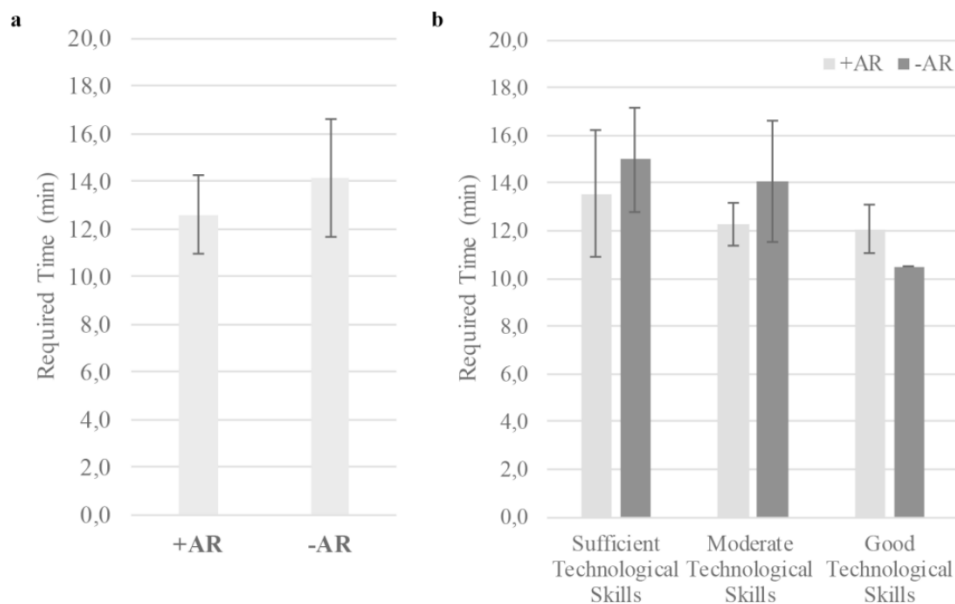 a
Required Time (min)
20,0
18,0
16,0
14,0
12,0
10,0
8,0
6,0
4,0
2,0
0,0
+AR -AR
b
+AR -AR
Required Time (min)
20,0
18,0
16,0
14,0
12,0
10,0
8,0
6,0
4,0
2,0
0,0
Sufficient
Technological
Skills
Moderate
Technological
Skills
Good
Technological
Skills